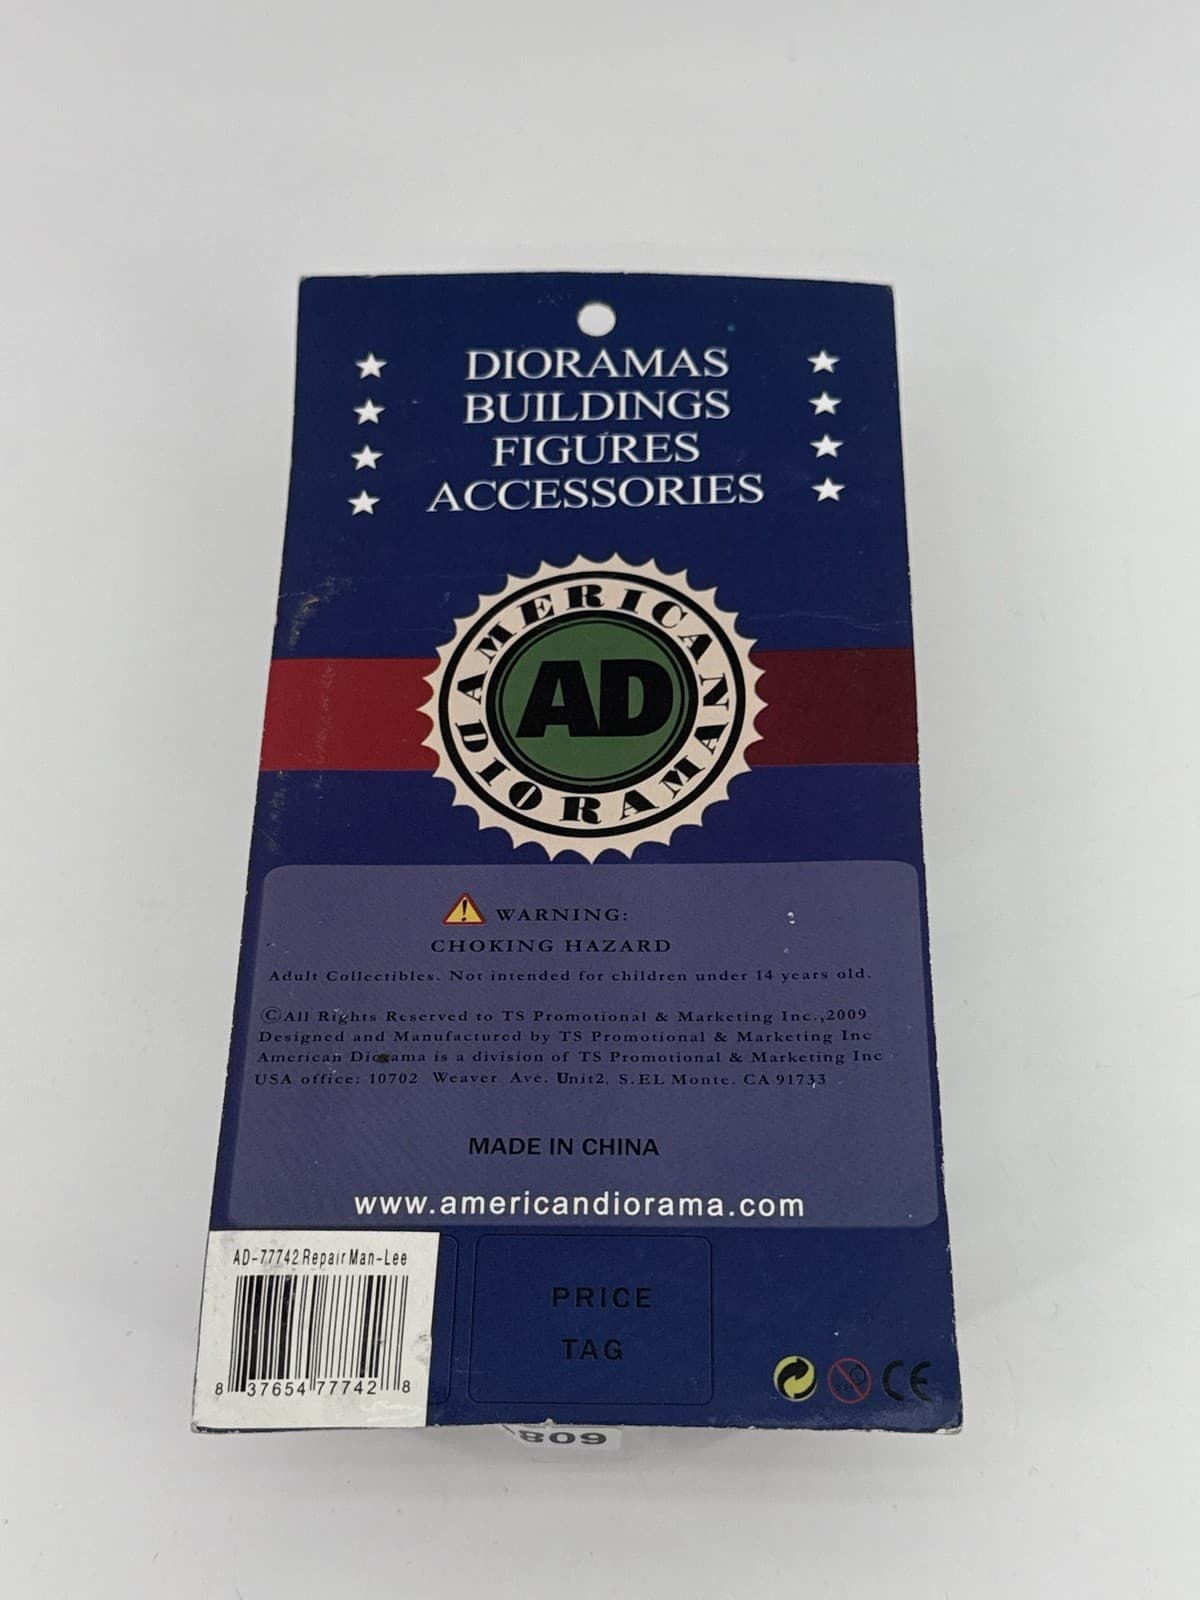 DIORAMAS
BUILDINGS
FIGURES
ACCESSORIES
AMERICAN
AD
DIORAMA
WARNING:
CHOKING HAZARD
Adult Collectibles. Not intended for children under 14 years old.
©All Rights Reserved to TS Promotional & Marketing Inc.,2009
Designed and Manufactured by TS Promotional & Marketing Inc
American Diorama is a division of TS Promotional & Marketing Inc
USA office: 10702 Weaver Ave. Unit2, S.EL Monte. CA 91733
MADE IN CHINA
www.americandiorama.com
AD-77742 Repair Man-Lee
8 37654 77742 8
PRICE
TAG
CE